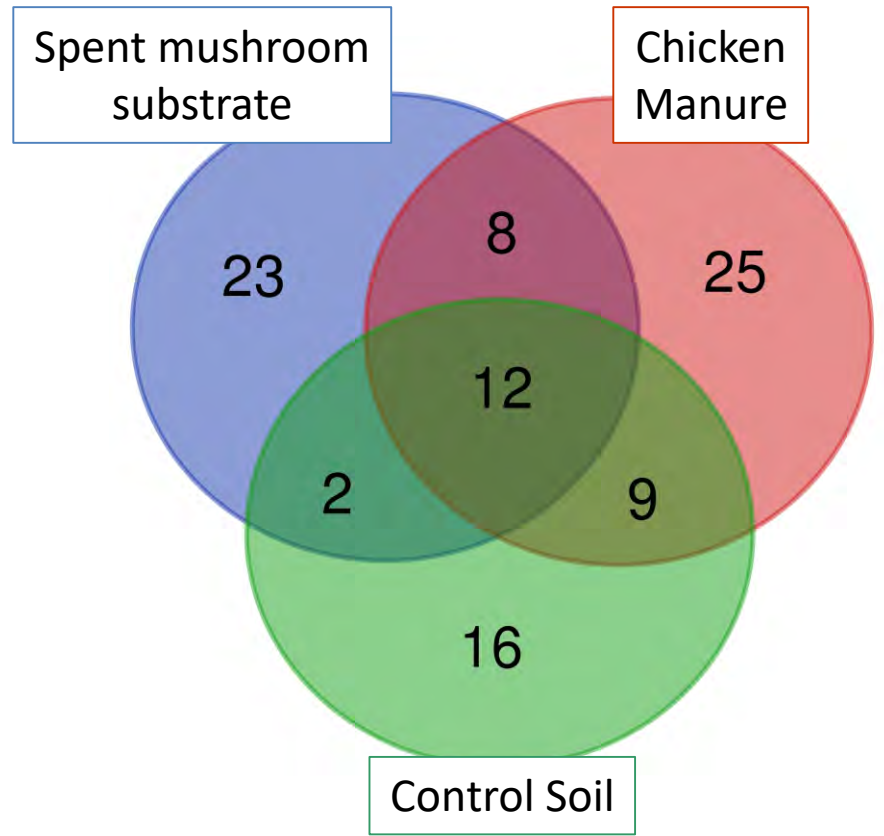 Spent mushroom
substrate
Chicken
Manure
8
23
25
12
2
9
16
Control Soil